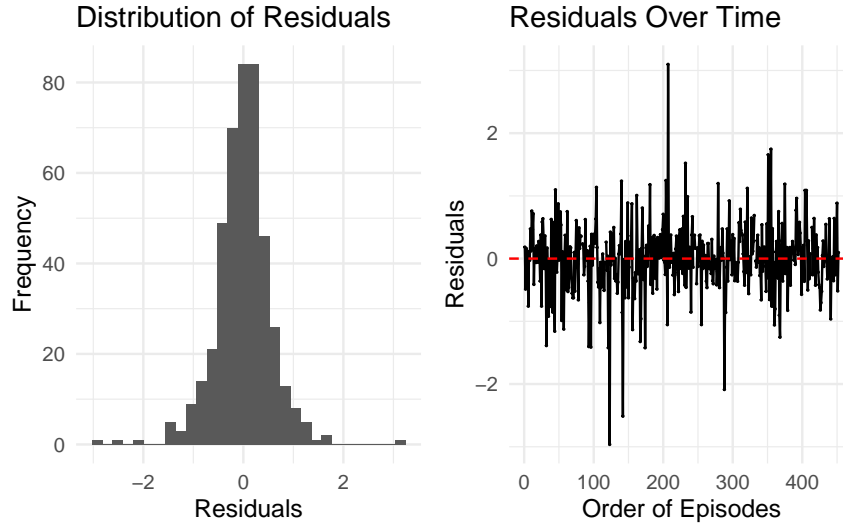 Distribution of Residuals
80
60
40
20
0
Frequency
−2 0 2
Residuals
Residuals Over Time
2
0
−2
Residuals
0 100 200 300 400
Order of Episodes